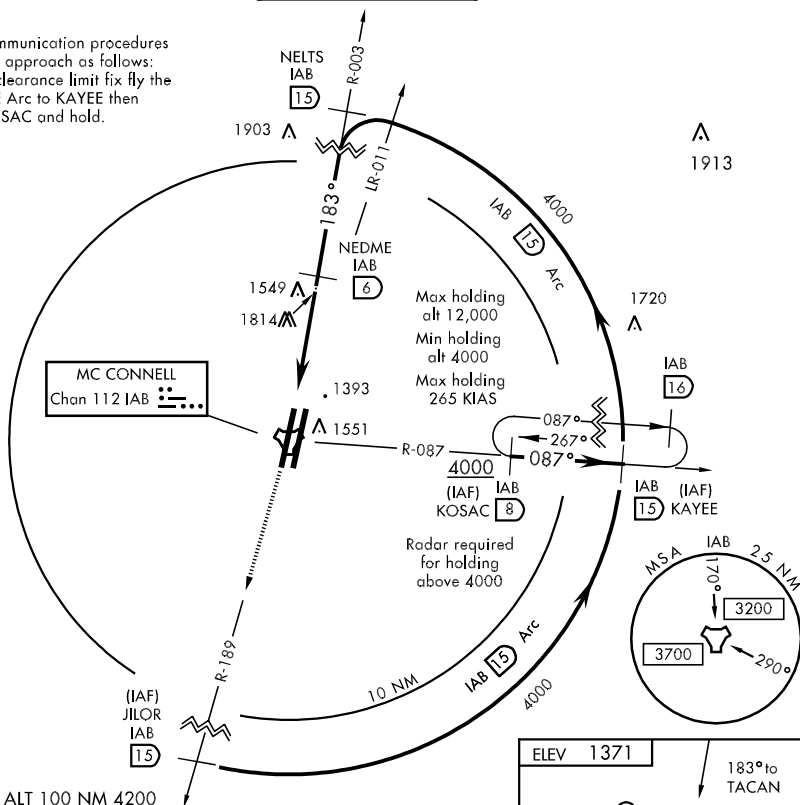 mmunication procedures
approach as follows:
clearance limit fix fly the
Arc to KAYEE then
SAC and hold.
NELTS
IAB
15
R-003
1903
LR-011
1913
183°
4000
IAB 15 Arc
NEDME
IAB
6
1549
1814
Max holding
alt 12,000
Min holding
alt 4000
Max holding
265 KIAS
1720
MC CONNELL
Chan 112 IAB
1393
1551
IAB
16
087°
267°
R-087
087°
4000
(IAF) IAB
KOSAC 8
IAB (IAF)
15 KAYEE
Radar required
for holding
above 4000
MSA IAB 25 NM
170°
3200
3700
290°
R-189
10 NM
IAB 15 Arc
4000
(IAF)
JILOR
IAB
15
ELEV 1371
183° to
TACAN
ALT 100 NM 4200